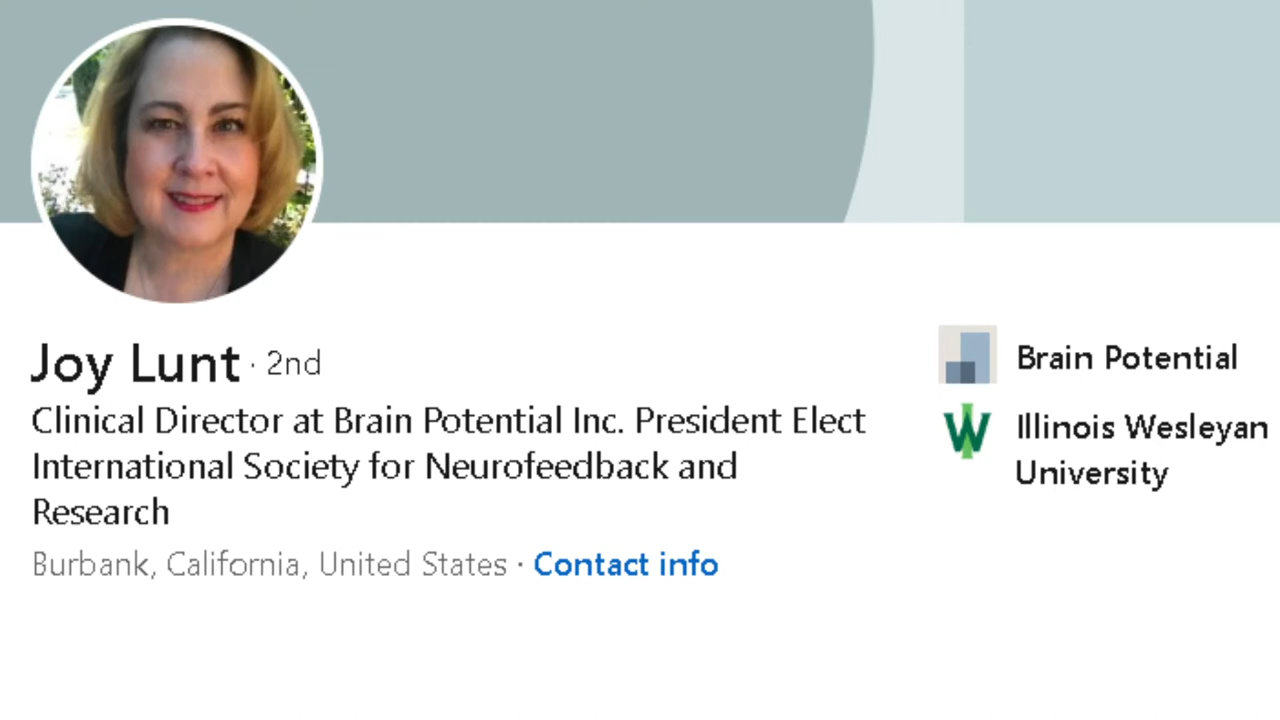 Joy Lunt · 2nd
Clinical Director at Brain Potential Inc. President Elect
International Society for Neurofeedback and
Research
Burbank, California, United States · Contact info
Brain Potential
W
Illinois Wesleyan
University